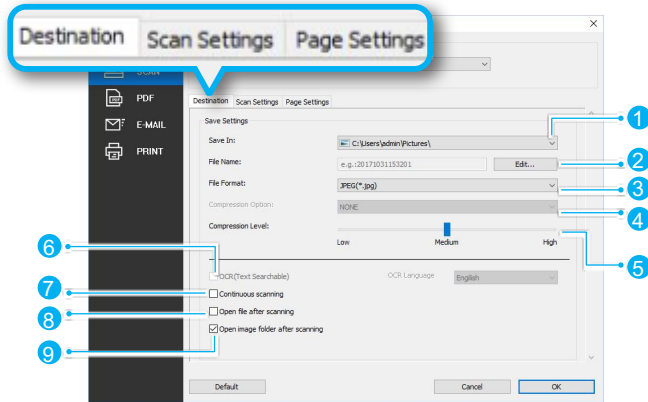 Destination Scan Settings Page Settings
SCAN
PDF
E-MAIL
PRINT
Destination Scan Settings Page Settings
Save Settings
Save In: C:\Users\admin\Pictures\
File Name: e.g.:20171031153201 Edit...
File Format: JPEG(*.jpg)
Compression Option: NONE
Compression Level:
Low Medium High
OCR(Text Searchable) OCR Language English
Continuous scanning
Open file after scanning
Open image folder after scanning
Default Cancel OK
1
2
3
4
5
6
7
8
9